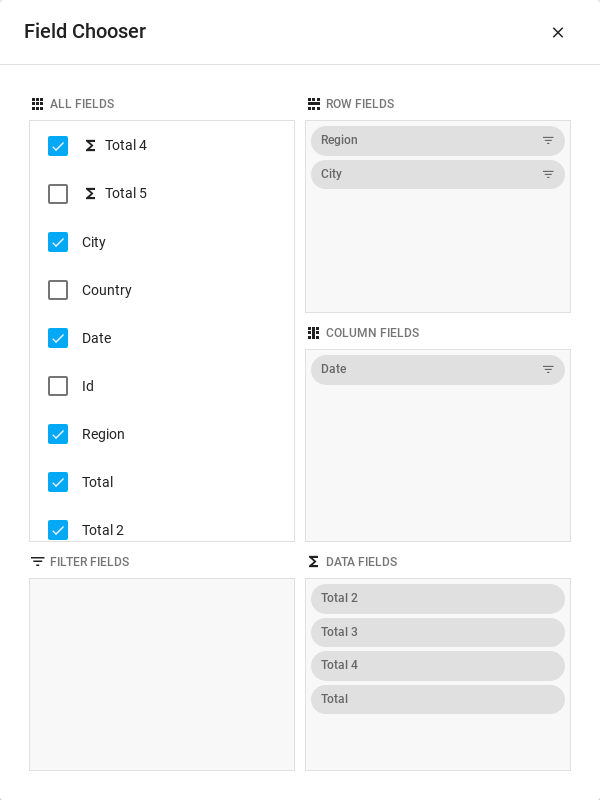 Field Chooser
ALL FIELDS
Total 4
Total 5
City
Country
Date
Id
Region
Total
Total 2
ROW FIELDS
Region
City
COLUMN FIELDS
Date
FILTER FIELDS
DATA FIELDS
Total 2
Total 3
Total 4
Total